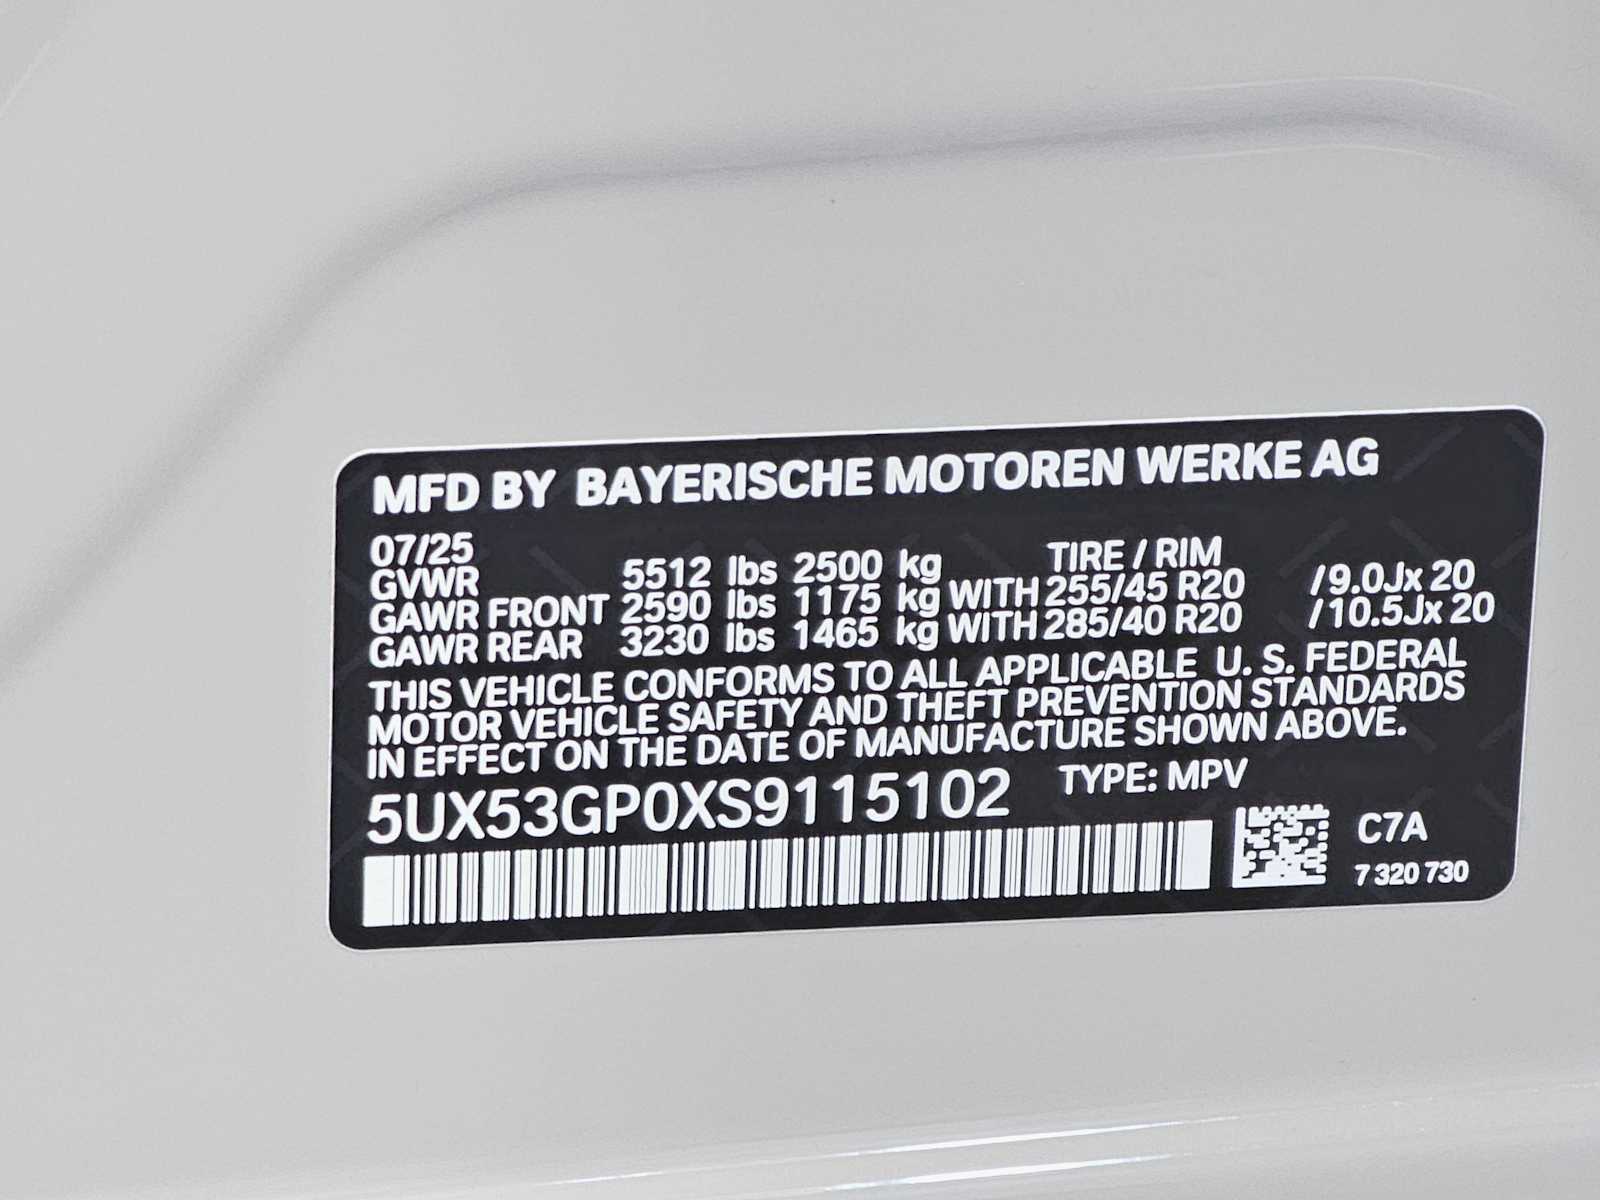 MFD BY BAYERISCHE MOTOREN WERKE AG
07/25 TIRE / RIM
GVWR 5512 lbs 2500 kg
GAWR FRONT 2590 lbs 1175 kg WITH 255/45 R20 /9.0Jx 20
GAWR REAR 3230 lbs 1465 kg WITH 285/40 R20 /10.5Jx 20
THIS VEHICLE CONFORMS TO ALL APPLICABLE U. S. FEDERAL
MOTOR VEHICLE SAFETY AND THEFT PREVENTION STANDARDS
IN EFFECT ON THE DATE OF MANUFACTURE SHOWN ABOVE.
5UX53GP0XS9115102 TYPE: MPV
C7A
7 320 730